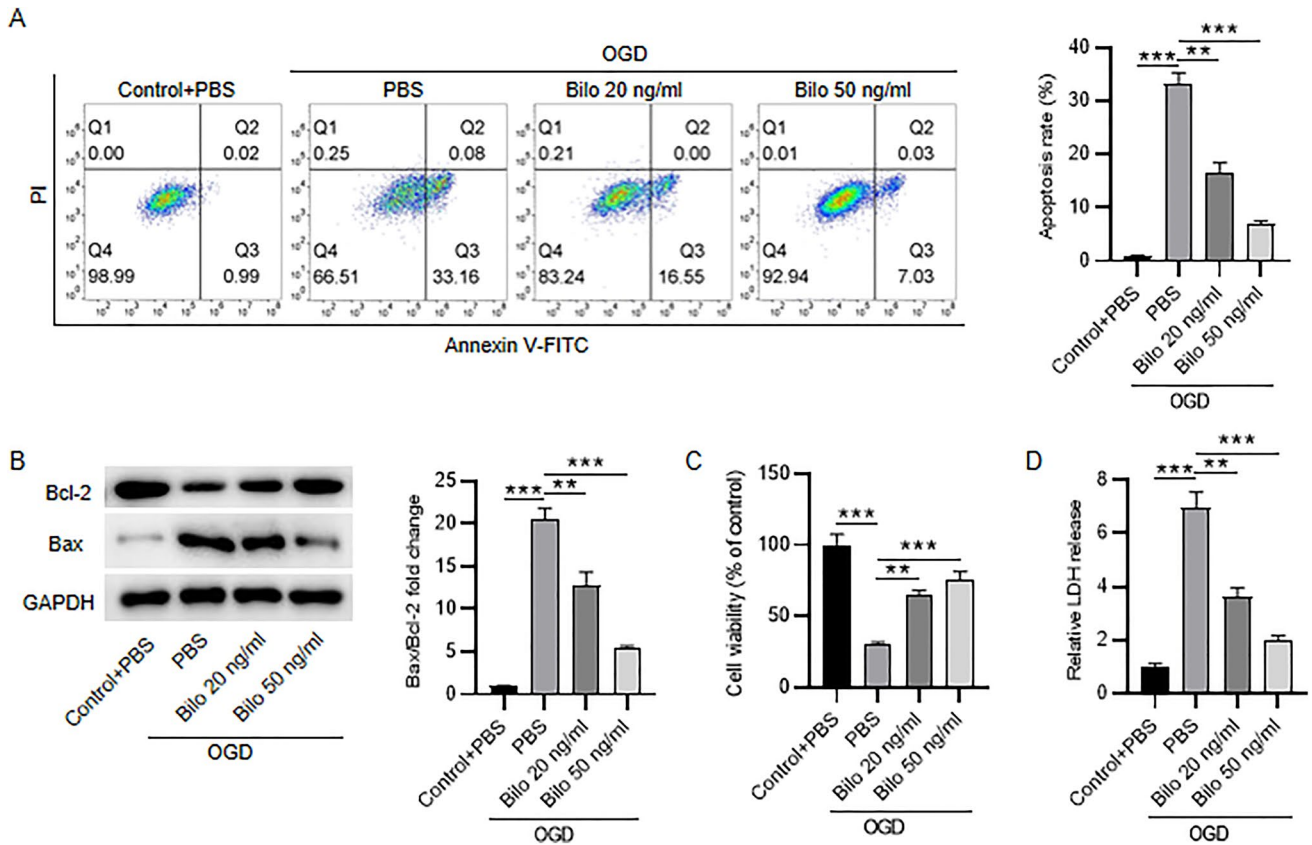 A
OGD
Control+PBS PBS Bilo 20 ng/ml Bilo 50 ng/ml
Q1 Q2 Q1 Q2 Q1 Q2 Q1 Q2
0.00 0.02 0.25 0.08 0.21 0.00 0.01 0.03
PI
Q4 Q3 Q4 Q3 Q4 Q3 Q4 Q3
98.99 0.99 66.51 33.16 83.24 16.55 92.94 7.03
Annexin V-FITC
***
*** **
Apoptosis rate (%)
40
30
20
10
0
Control+PBS
PBS
Bilo 20 ng/ml
Bilo 50 ng/ml
OGD
B
Bcl-2
Bax
GAPDH
Control+PBS
PBS
Bilo 20 ng/ml
Bilo 50 ng/ml
OGD
***
*** **
Bax/Bcl-2 fold change
25
20
15
10
5
0
Control+PBS
PBS
Bilo 20 ng/ml
Bilo 50 ng/ml
OGD
C
***
***
**
Cell viability (% of control)
150
100
50
0
Control+PBS
PBS
Bilo 20 ng/ml
Bilo 50 ng/ml
OGD
D
***
*** **
Relative LDH release
8
6
4
2
0
Control+PBS
PBS
Bilo 20 ng/ml
Bilo 50 ng/ml
OGD